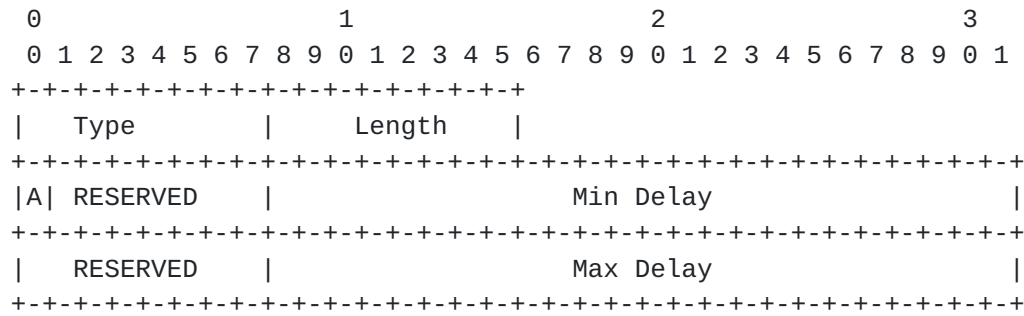 0                   1                   2                   3
 0 1 2 3 4 5 6 7 8 9 0 1 2 3 4 5 6 7 8 9 0 1 2 3 4 5 6 7 8 9 0 1
+-+-+-+-+-+-+-+-+-+-+-+-+-+-+-+-+
|   Type        |     Length    |
+-+-+-+-+-+-+-+-+-+-+-+-+-+-+-+-+-+-+-+-+-+-+-+-+-+-+-+-+-+-+-+-+
|A| RESERVED    |                   Min Delay                   |
+-+-+-+-+-+-+-+-+-+-+-+-+-+-+-+-+-+-+-+-+-+-+-+-+-+-+-+-+-+-+-+-+
|   RESERVED    |                   Max Delay                   |
+-+-+-+-+-+-+-+-+-+-+-+-+-+-+-+-+-+-+-+-+-+-+-+-+-+-+-+-+-+-+-+-+